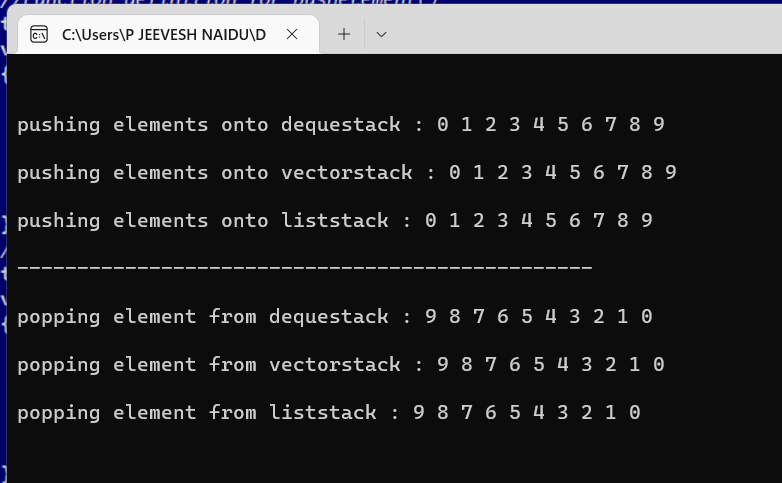 //function definition for pushelement()
C:\Users\P JEEVESH NAIDU\D
pushing elements onto dequestack : 0 1 2 3 4 5 6 7 8 9
pushing elements onto vectorstack : 0 1 2 3 4 5 6 7 8 9
pushing elements onto liststack : 0 1 2 3 4 5 6 7 8 9
------------------------------------------------
popping element from dequestack : 9 8 7 6 5 4 3 2 1 0
popping element from vectorstack : 9 8 7 6 5 4 3 2 1 0
popping element from liststack : 9 8 7 6 5 4 3 2 1 0